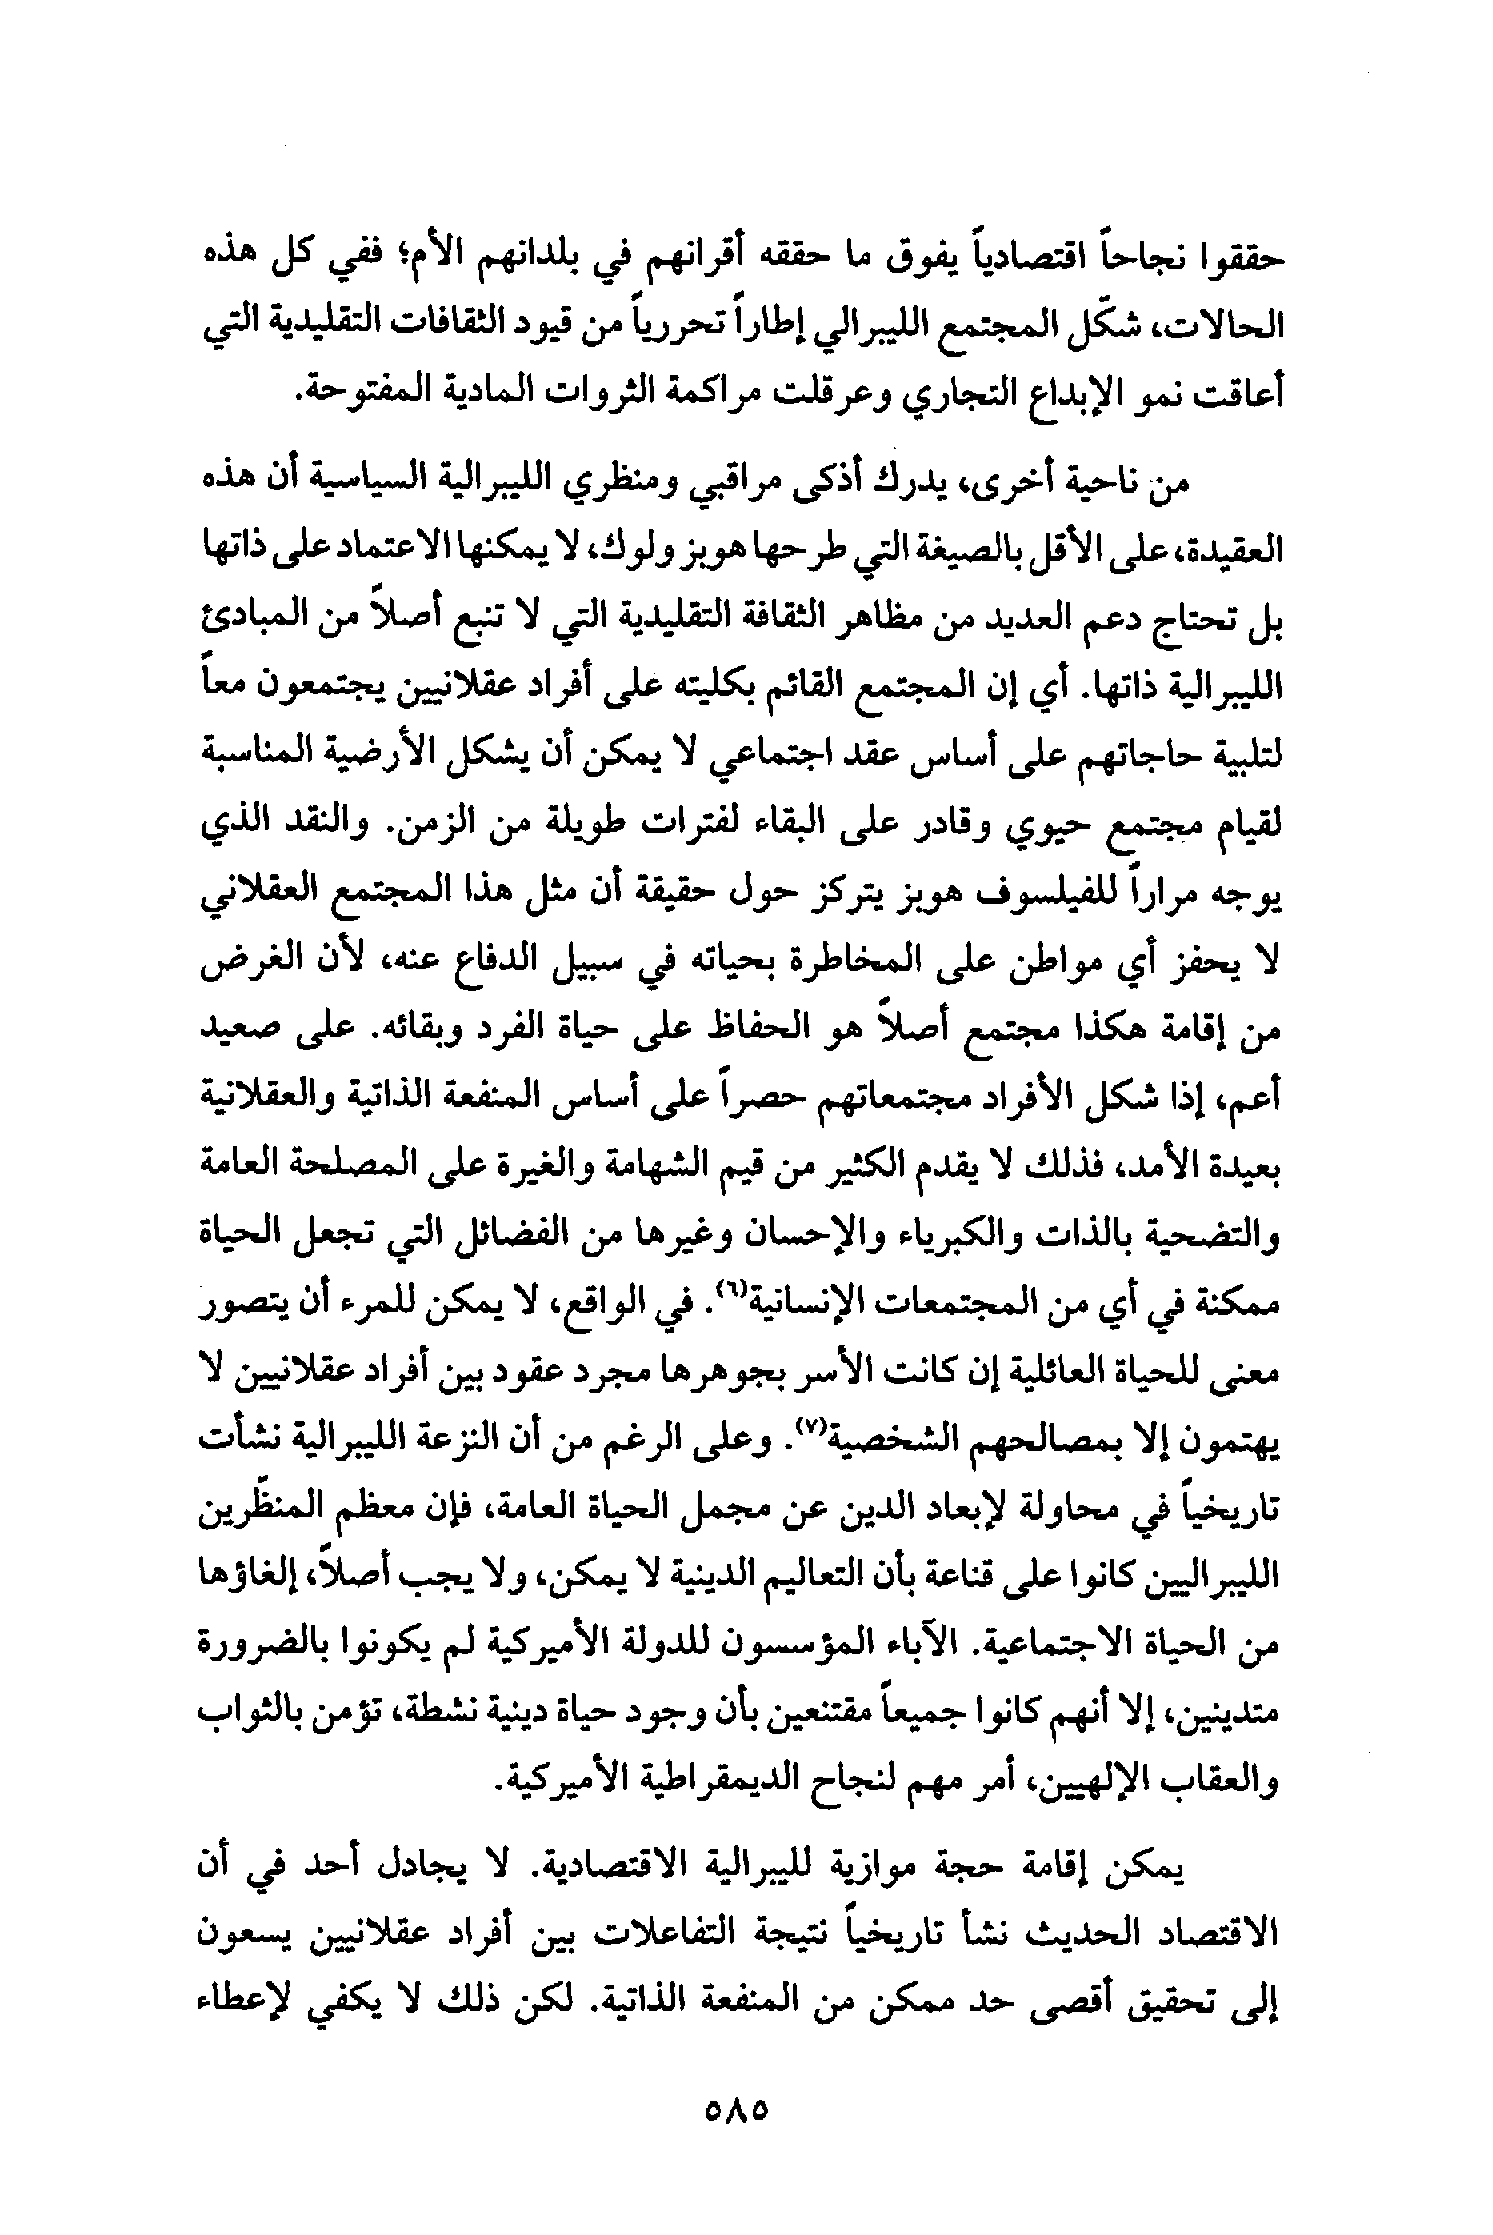 حققوا نجاحاً اقتصادياً يفوق ما حققه أقرانهم في بلدانهم الأم؛ ففي كل هذه
الحالات، شكّل المجتمع الليبرالي إطاراً تحررياً من قيود الثقافات التقليدية التي
أعاقت نمو الإبداع التجاري وعرقلت مراكمة الثروات المادية المفتوحة.
من ناحية أخرى، يدرك أذكى مراقبي ومنظري الليبرالية السياسية أن هذه
العقيدة، على الأقل بالصيغة التي طرحها هوبز ولوك، لا يمكنها الاعتماد على ذاتها
بل تحتاج دعم العديد من مظاهر الثقافة التقليدية التي لا تنبع أصلاً من المبادئ
الليبرالية ذاتها. أي إن المجتمع القائم بكليته على أفراد عقلانيين يجتمعون معاً
لتلبية حاجاتهم على أساس عقد اجتماعي لا يمكن أن يشكل الأرضية المناسبة
لقيام مجتمع حيوي وقادر على البقاء لفترات طويلة من الزمن. والنقد الذي
يوجه مراراً للفيلسوف هوبز يتركز حول حقيقة أن مثل هذا المجتمع العقلاني
لا يحفز أي مواطن على المخاطرة بحياته في سبيل الدفاع عنه، لأن الغرض
من إقامة هكذا مجتمع أصلاً هو الحفاظ على حياة الفرد وبقائه. على صعيد
أعم، إذا شكل الأفراد مجتمعاتهم حصراً على أساس المنفعة الذاتية والعقلانية
بعيدة الأمد، فذلك لا يقدم الكثير من قيم الشهامة والغيرة على المصلحة العامة
والتضحية بالذات والكبرياء والإحسان وغيرها من الفضائل التي تجعل الحياة
ممكنة في أي من المجتمعات الإنسانية(٦). في الواقع، لا يمكن للمرء أن يتصور
معنى للحياة العائلية إن كانت الأسر بجوهرها مجرد عقود بين أفراد عقلانيين لا
يهتمون إلا بمصالحهم الشخصية(٧). وعلى الرغم من أن النزعة الليبرالية نشأت
تاريخياً في محاولة لإبعاد الدين عن مجمل الحياة العامة، فإن معظم المنظّرين
الليبراليين كانوا على قناعة بأن التعاليم الدينية لا يمكن، ولا يجب أصلاً، إلغاؤها
من الحياة الاجتماعية. الآباء المؤسسون للدولة الأميركية لم يكونوا بالضرورة
متدينين، إلا أنهم كانوا جميعاً مقتنعين بأن وجود حياة دينية نشطة، تؤمن بالثواب
والعقاب الإلهيين، أمر مهم لنجاح الديمقراطية الأميركية.
يمكن إقامة حجة موازية لليبرالية الاقتصادية. لا يجادل أحد في أن
الاقتصاد الحديث نشأ تاريخياً نتيجة التفاعلات بين أفراد عقلانيين يسعون
إلى تحقيق أقصى حد ممكن من المنفعة الذاتية. لكن ذلك لا يكفي لإعطاء
٥٨٥